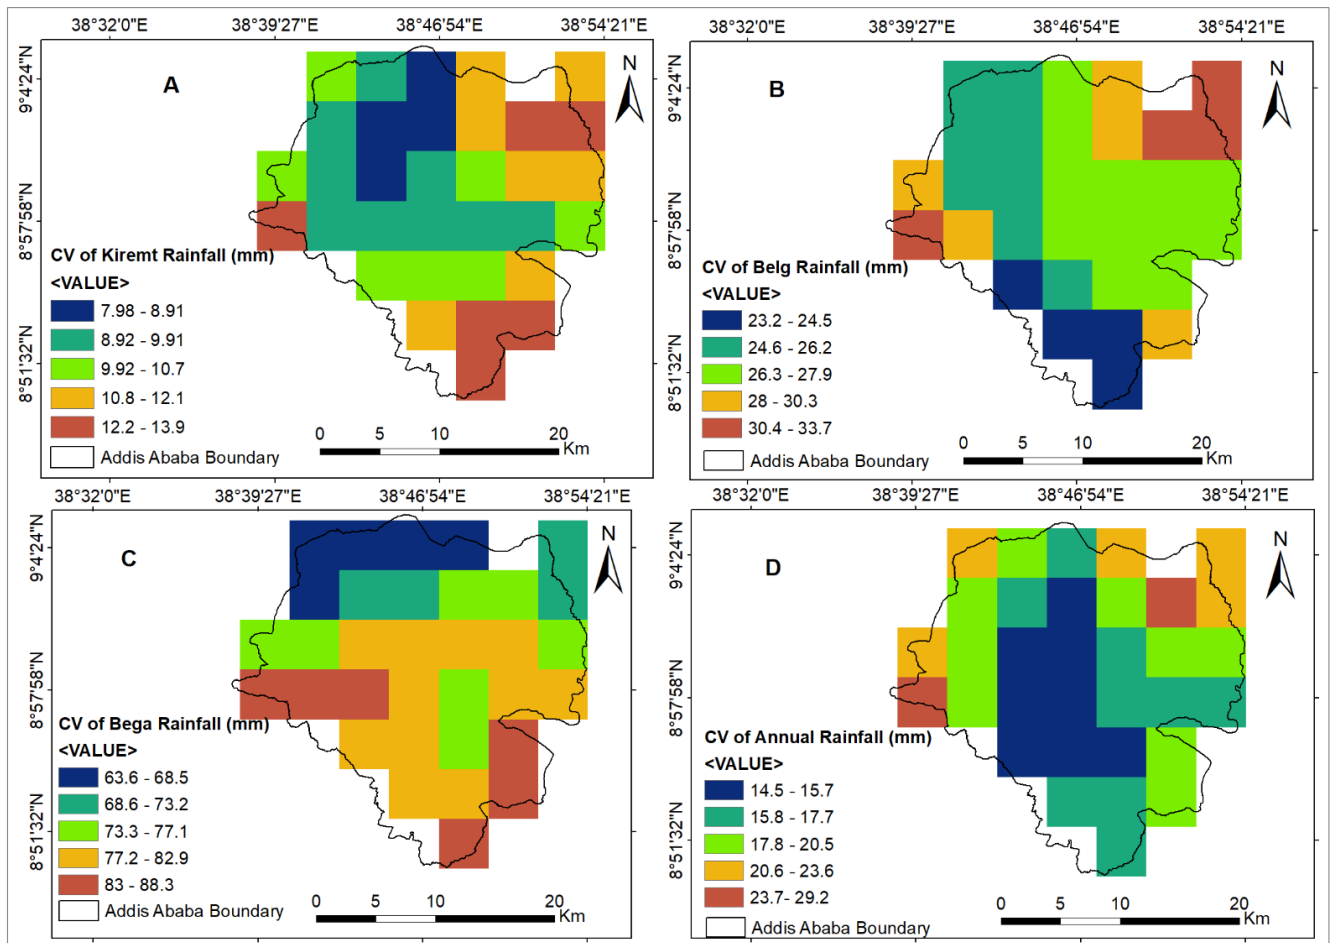 38°32'0"E 38°39'27"E 38°46'54"E 38°54'21"E
9°4'24"N
8°57'58"N
8°51'32"N
A
N
CV of Kiremt Rainfall (mm)
<VALUE>
7.98 - 8.91
8.92 - 9.91
9.92 - 10.7
10.8 - 12.1
12.2 - 13.9
Addis Ababa Boundary
0 5 10 20
Km
38°32'0"E 38°39'27"E 38°46'54"E 38°54'21"E
9°4'24"N
8°57'58"N
8°51'32"N
B
N
CV of Belg Rainfall (mm)
<VALUE>
23.2 - 24.5
24.6 - 26.2
26.3 - 27.9
28 - 30.3
30.4 - 33.7
Addis Ababa Boundary
0 5 10 20
Km
38°32'0"E 38°39'27"E 38°46'54"E 38°54'21"E
9°4'24"N
8°57'58"N
8°51'32"N
C
N
CV of Bega Rainfall (mm)
<VALUE>
63.6 - 68.5
68.6 - 73.2
73.3 - 77.1
77.2 - 82.9
83 - 88.3
Addis Ababa Boundary
0 5 10 20
Km
38°32'0"E 38°39'27"E 38°46'54"E 38°54'21"E
9°4'24"N
8°57'58"N
8°51'32"N
D
N
CV of Annual Rainfall (mm)
<VALUE>
14.5 - 15.7
15.8 - 17.7
17.8 - 20.5
20.6 - 23.6
23.7- 29.2
Addis Ababa Boundary
0 5 10 20
Km